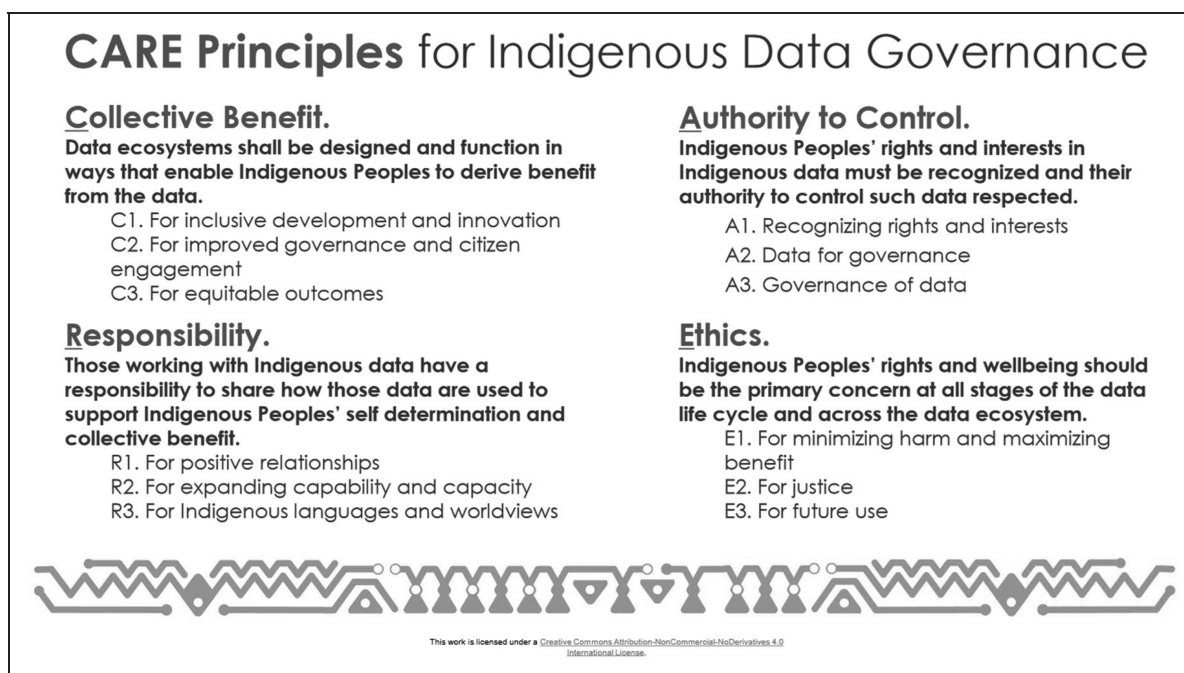 CARE Principles for Indigenous Data Governance
Collective Benefit.
Data ecosystems shall be designed and function in
ways that enable Indigenous Peoples to derive benefit
from the data.
C1. For inclusive development and innovation
C2. For improved governance and citizen
engagement
C3. For equitable outcomes
Authority to Control.
Indigenous Peoples’ rights and interests in
Indigenous data must be recognized and their
authority to control such data respected.
A1. Recognizing rights and interests
A2. Data for governance
A3. Governance of data
Responsibility.
Those working with Indigenous data have a
responsibility to share how those data are used to
support Indigenous Peoples’ self determination and
collective benefit.
R1. For positive relationships
R2. For expanding capability and capacity
R3. For Indigenous languages and worldviews
Ethics.
Indigenous Peoples’ rights and wellbeing should
be the primary concern at all stages of the data
life cycle and across the data ecosystem.
E1. For minimizing harm and maximizing
benefit
E2. For justice
E3. For future use
This work is licensed under a Creative Commons Attribution-NonCommercial-NoDerivatives 4.0
International License.